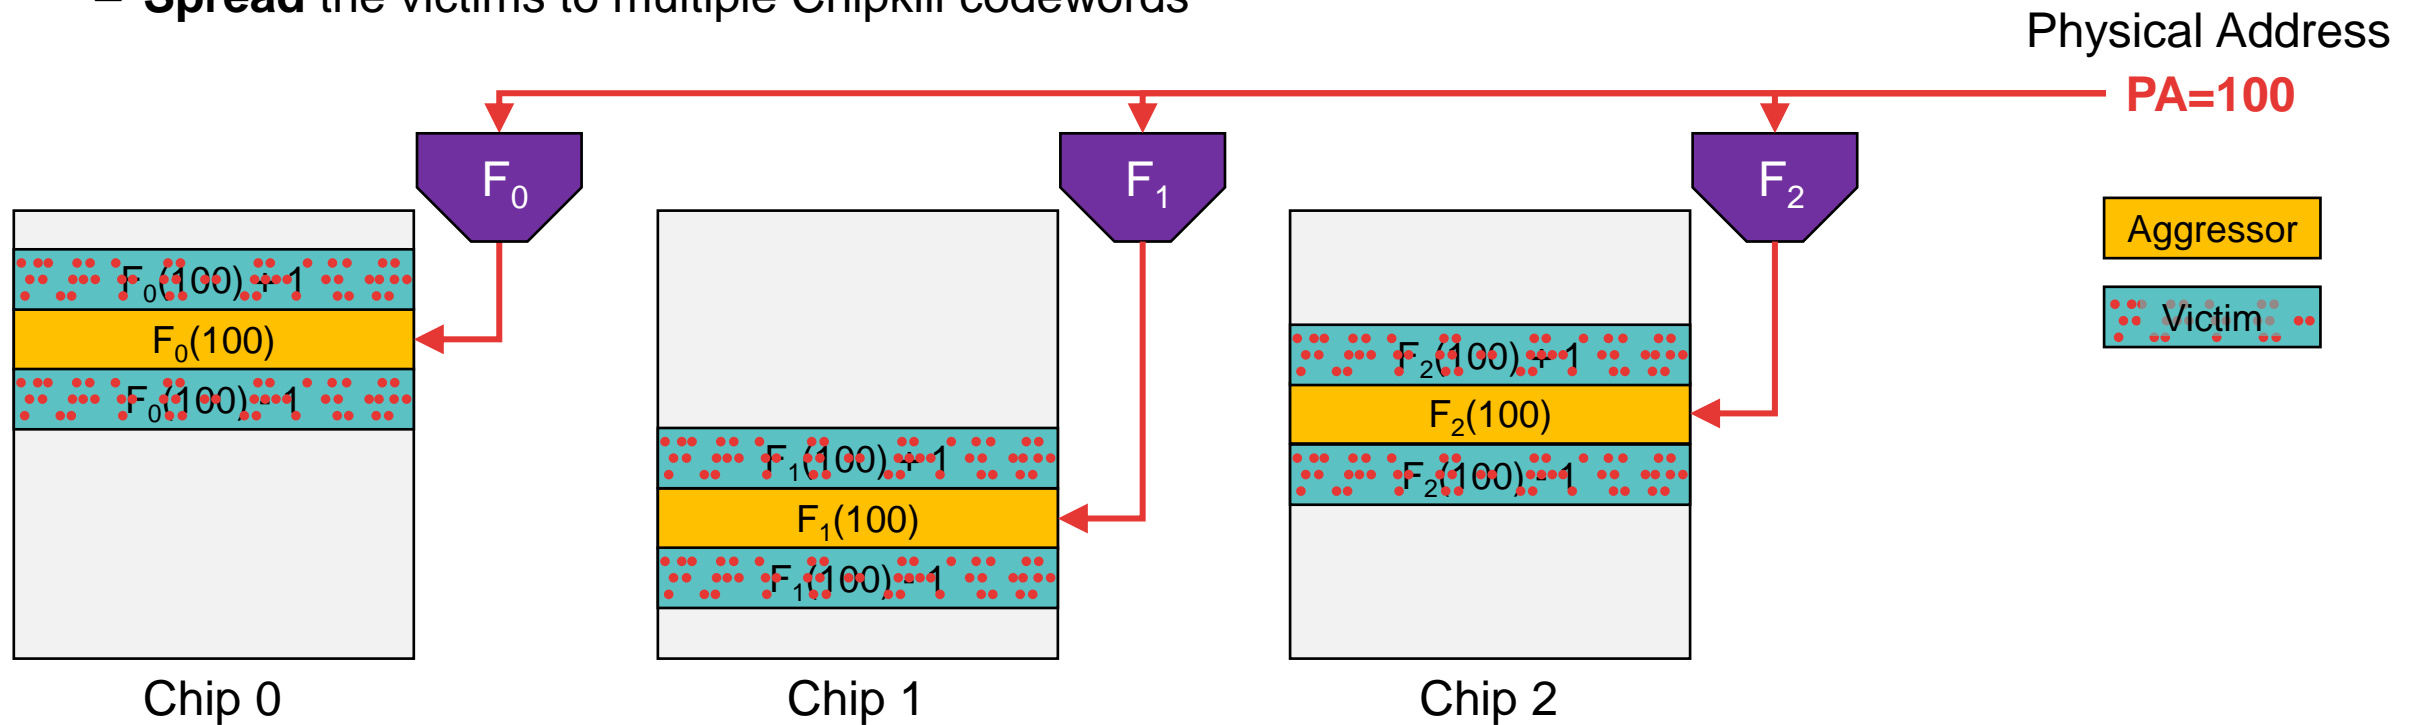 – Spread the victims to multiple Chipkill codewords
Physical Address
PA=100
F₀
F₁
F₂
Aggressor
Victim
F₀(100) + 1
F₀(100)
F₀(100) - 1
F₁(100) + 1
F₁(100)
F₁(100) - 1
F₂(100) + 1
F₂(100)
F₂(100) - 1
Chip 0
Chip 1
Chip 2